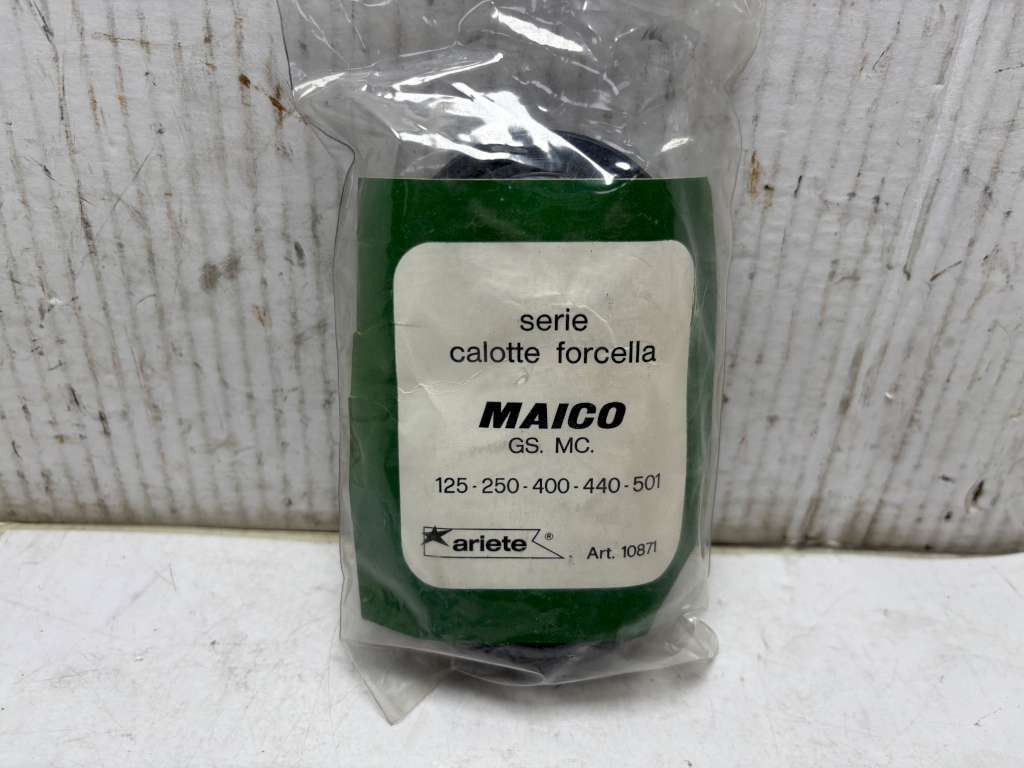 serie
calotte forcella
MAICO
GS. MC.
125-250-400-440-501
ariete®
Art. 10871